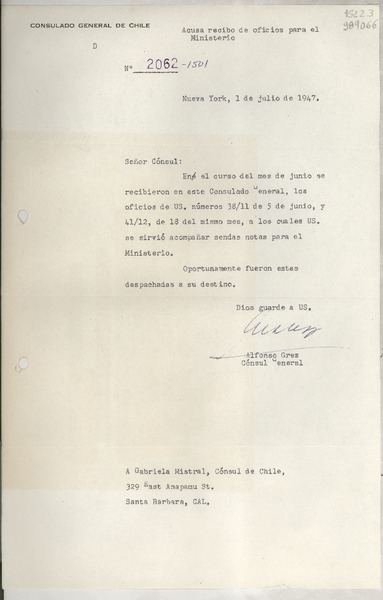 CONSULADO GENERAL DE CHILE
D
Acusa recibo de oficios para el
Ministerio
989066
Nº 2062-1501
Nueva York, 1 de julio de 1947.
Señor Cónsul:
En el curso del mes de junio se
recibieron en este Consulado General, los
oficios de US. números 38/11 de 5 de junio, y
41/12, de 18 del mismo mes, a los cuales US.
se sirvió acompañar sendas notas para el
Ministerio.
Oportunamente fueron estas
despachadas a su destino.
Dios guarde a US.
Alfonso Grez
Cónsul General
A Gabriela Mistral, Cónsul de Chile,
329 East Anapamu St.
Santa Barbara, CAL.